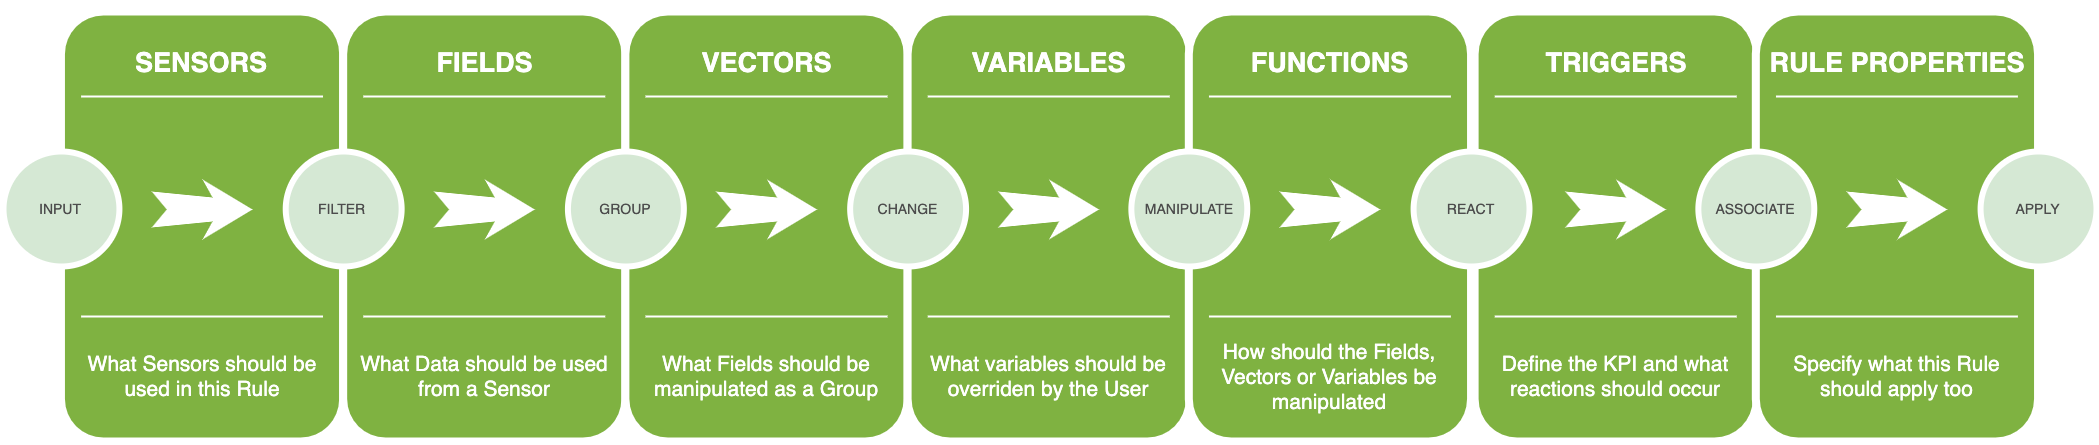 SENSORS
FIELDS
VECTORS
VARIABLES
FUNCTIONS
TRIGGERS
RULE PROPERTIES
INPUT
FILTER
GROUP
CHANGE
MANIPULATE
REACT
ASSOCIATE
APPLY
What Sensors should be
used in this Rule
What Data should be used
from a Sensor
What Fields should be
manipulated as a Group
What variables should be
overriden by the User
How should the Fields,
Vectors or Variables be
manipulated
Define the KPI and what
reactions should occur
Specify what this Rule
should apply too